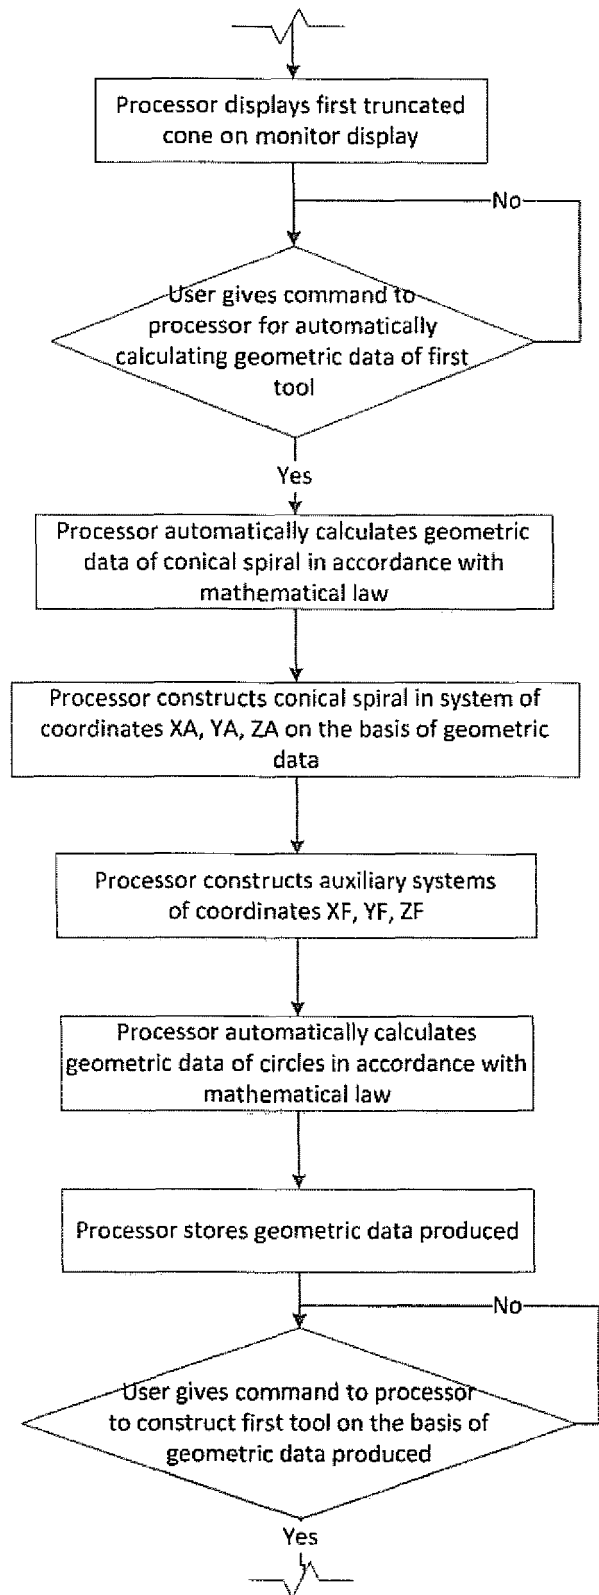 Processor displays first truncated
cone on monitor display
No
User gives command to
processor for automatically
calculating geometric data of first
tool
Yes
Processor automatically calculates geometric
data of conical spiral in accordance with
mathematical law
Processor constructs conical spiral in system of
coordinates XA, YA, ZA on the basis of geometric
data
Processor constructs auxiliary systems
of coordinates XF, YF, ZF
Processor automatically calculates
geometric data of circles in accordance with
mathematical law
Processor stores geometric data produced
No
User gives command to processor
to construct first tool on the basis of
geometric data produced
Yes